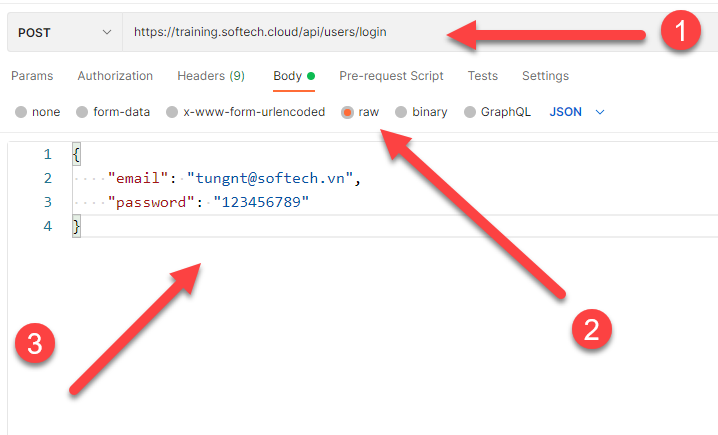 POST https://training.softech.cloud/api/users/login 1
Params Authorization Headers (9) Body Pre-request Script Tests Settings
none form-data x-www-form-urlencoded raw binary GraphQL JSON
1 {
2 "email": "tungnt@softech.vn",
3 "password": "123456789"
4 }
2
3